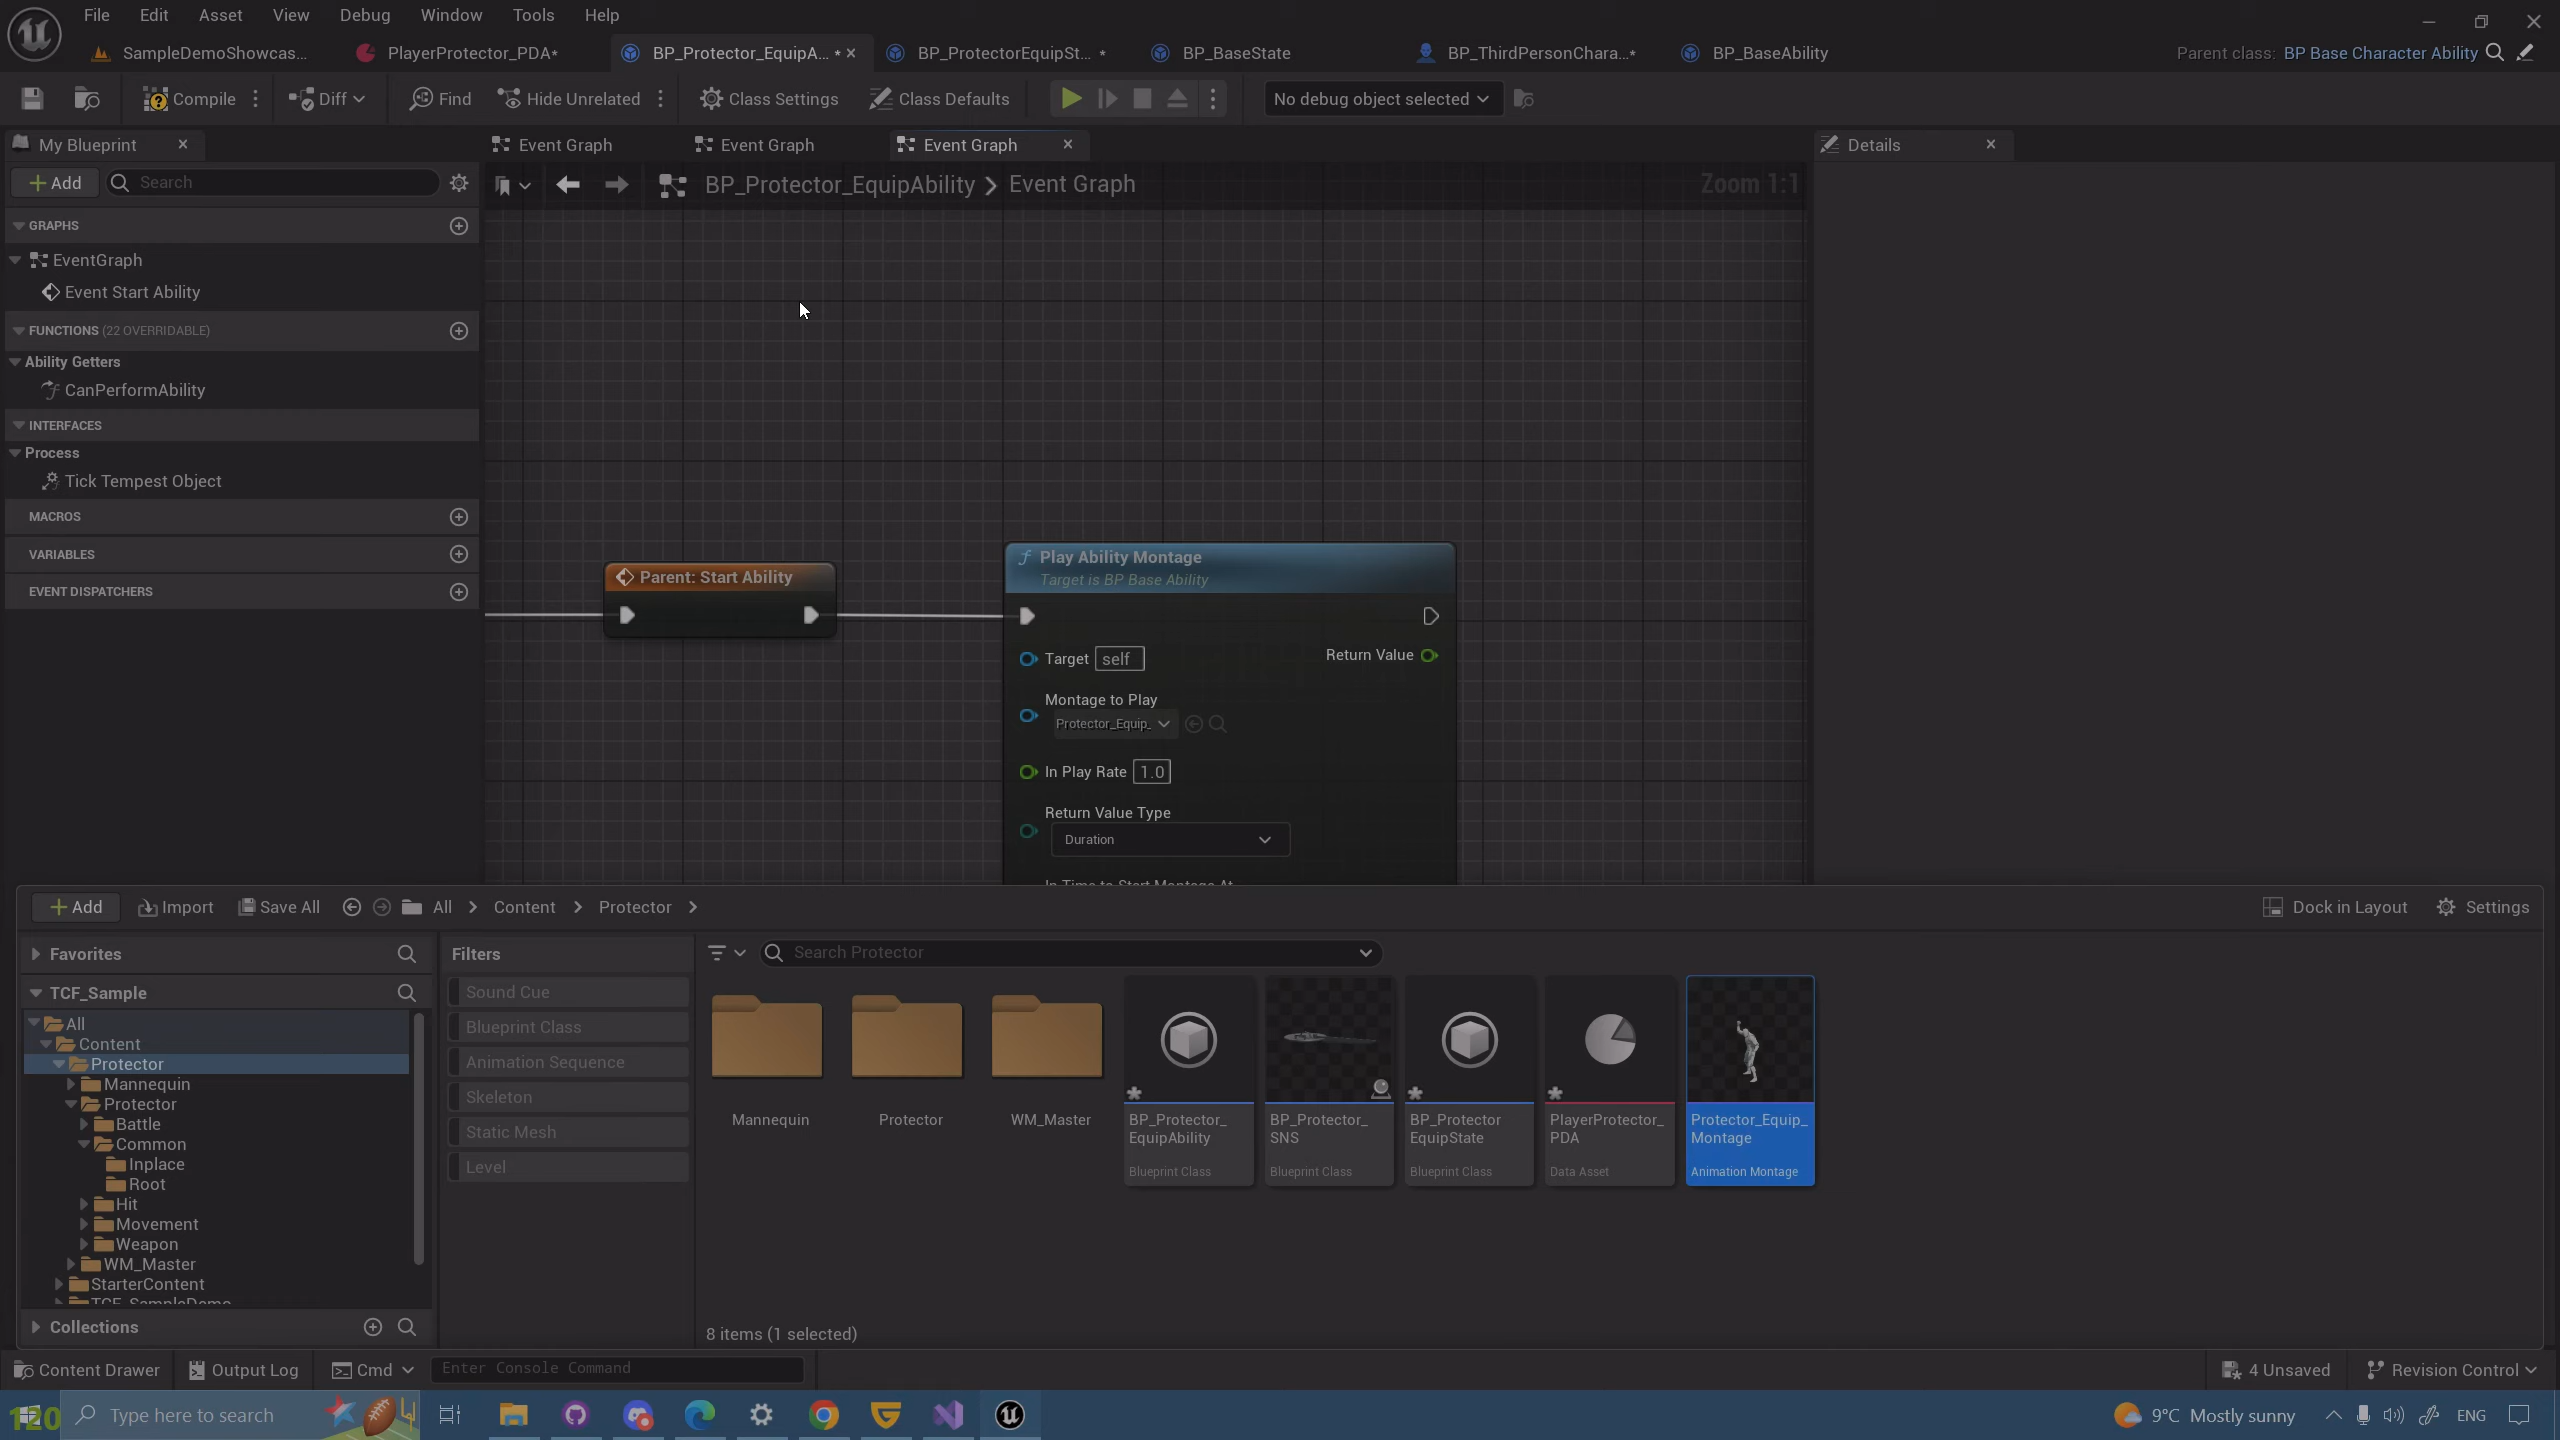 File Edit Asset View Debug Window Tools Help
SampleDemoShowcas... PlayerProtector_PDA* BP_Protector_EquipA... * BP_ProtectorEquipSt... * BP_BaseState BP_ThirdPersonChara...* BP_BaseAbility Parent class: BP Base Character Ability
Compile Diff Find Hide Unrelated Class Settings Class Defaults No debug object selected
My Blueprint Event Graph Event Graph Event Graph Details
Add Search
BP_Protector_EquipAbility > Event Graph Zoom 1:1
GRAPHS
EventGraph
Event Start Ability
FUNCTIONS (22 OVERRIDABLE)
Ability Getters
CanPerformAbility
INTERFACES
Process
Tick Tempest Object
MACROS
VARIABLES
EVENT DISPATCHERS
Parent: Start Ability
Play Ability Montage
Target is BP Base Ability
Target self
Return Value
Montage to Play
Protector_Equip_
In Play Rate 1.0
Return Value Type
Duration
In Time to Start Montage At
Add Import Save All All > Content > Protector > Dock in Layout Settings
Favorites
TCF_Sample
All
Content
Protector
Mannequin
Protector
Battle
Common
Inplace
Root
Hit
Movement
Weapon
WM_Master
StarterContent
TCF_SampleDemo
Collections
Filters
Sound Cue
Blueprint Class
Animation Sequence
Skeleton
Static Mesh
Level
Search Protector
Mannequin
Protector
WM_Master
BP_Protector_
EquipAbility
Blueprint Class
BP_Protector_
SNS
Blueprint Class
BP_Protector
EquipState
Blueprint Class
PlayerProtector_
PDA
Data Asset
Protector_Equip_
Montage
Animation Montage
8 items (1 selected)
Content Drawer Output Log Cmd Enter Console Command 4 Unsaved Revision Control
120 Type here to search 9°C Mostly sunny ENG